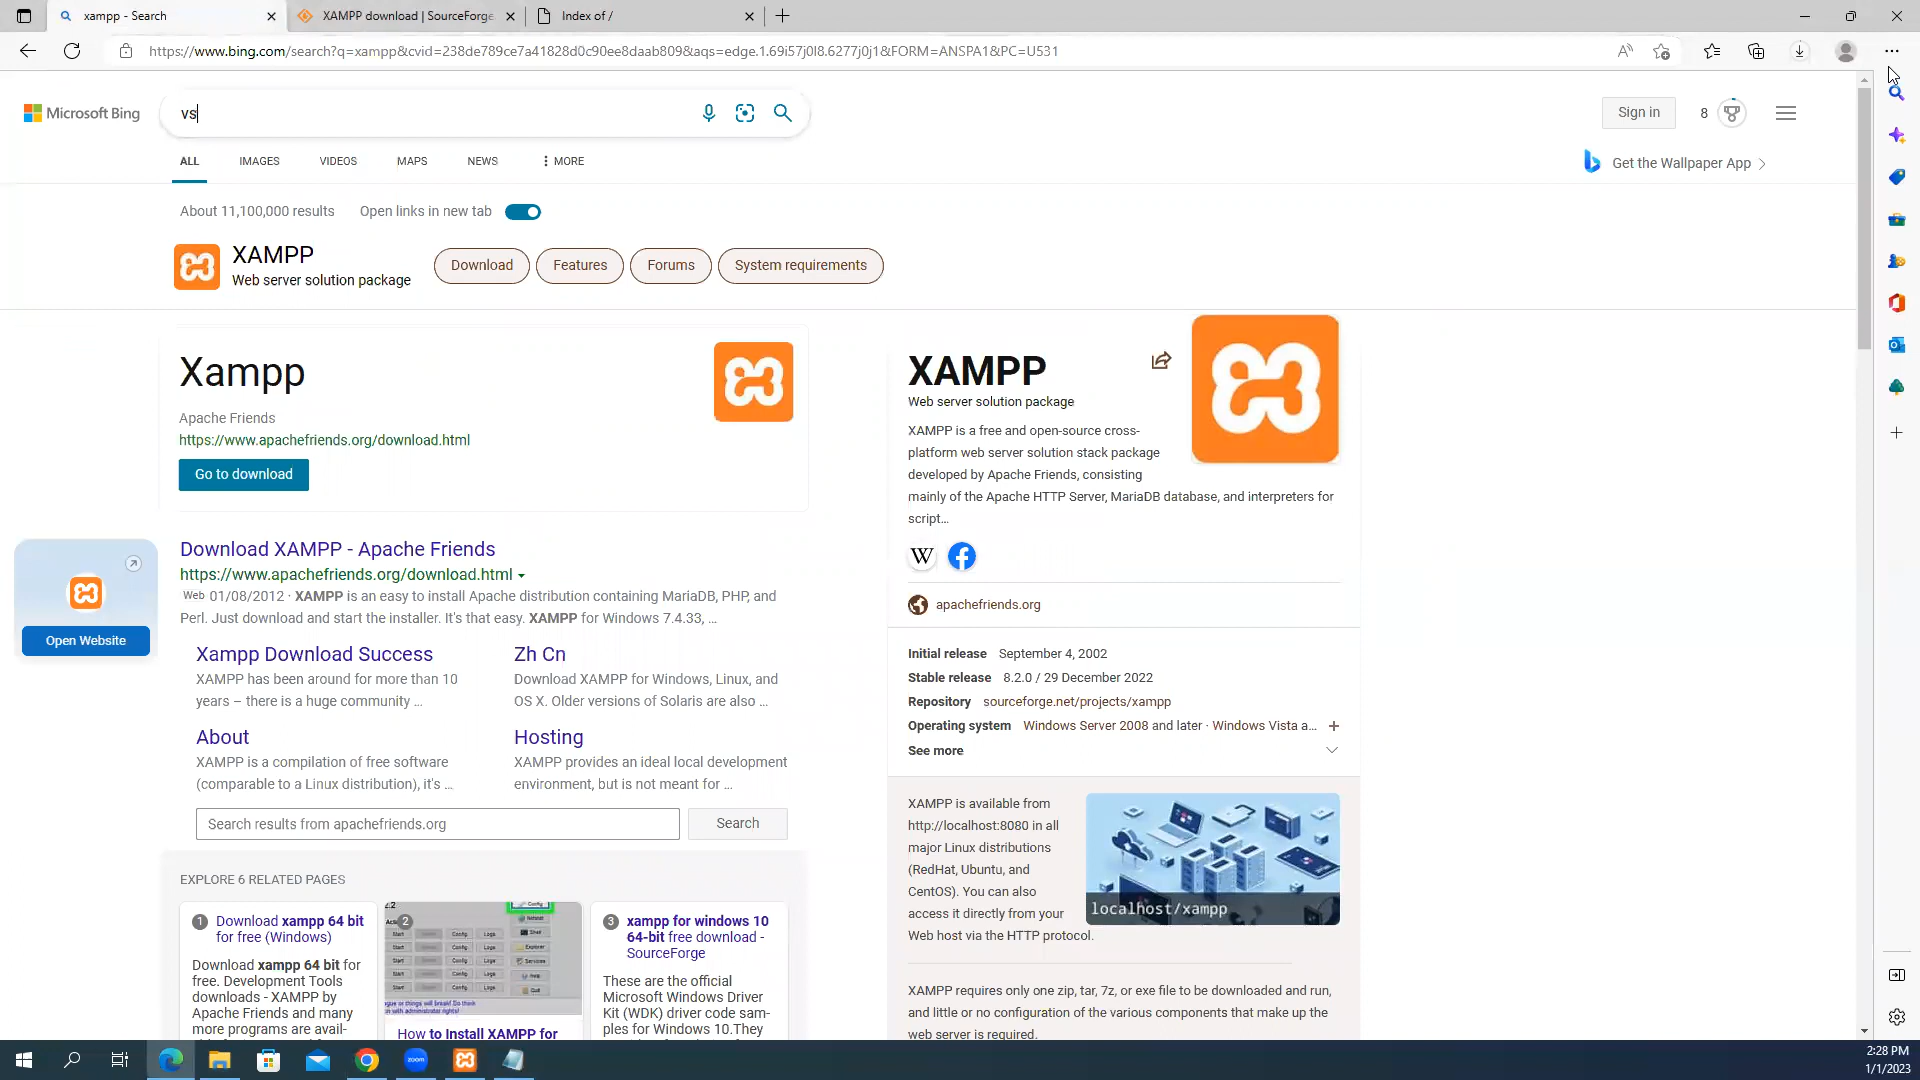 xampp - Search
XAMPP download | SourceForge
Index of /
https://www.bing.com/search?q=xampp&cvid=238de789ce7a41828d0c90ee8daab809&aqs=edge.1.69i57j0l8.6277j0j1&FORM=ANSPA1&PC=U531
Microsoft Bing
vs
Sign in
8
ALL
IMAGES
VIDEOS
MAPS
NEWS
MORE
Get the Wallpaper App
About 11,100,000 results
Open links in new tab
XAMPP
Web server solution package
Download
Features
Forums
System requirements
Xampp
Apache Friends
https://www.apachefriends.org/download.html
Go to download
Open Website
Download XAMPP - Apache Friends
https://www.apachefriends.org/download.html
Web 01/08/2012 · XAMPP is an easy to install Apache distribution containing MariaDB, PHP, and
Perl. Just download and start the installer. It's that easy. XAMPP for Windows 7.4.33, ...
Xampp Download Success
XAMPP has been around for more than 10
years – there is a huge community ...
Zh Cn
Download XAMPP for Windows, Linux, and
OS X. Older versions of Solaris are also ...
About
XAMPP is a compilation of free software
(comparable to a Linux distribution), it's ...
Hosting
XAMPP provides an ideal local development
environment, but is not meant for ...
Search results from apachefriends.org
Search
EXPLORE 6 RELATED PAGES
1
Download xampp 64 bit
for free (Windows)
Download xampp 64 bit for
free. Development Tools
downloads - XAMPP by
Apache Friends and many
more programs are avail-
2
How to Install XAMPP for
3
xampp for windows 10
64-bit free download -
SourceForge
These are the official
Microsoft Windows Driver
Kit (WDK) driver code sam-
ples for Windows 10.They
XAMPP
Web server solution package
XAMPP is a free and open-source cross-
platform web server solution stack package
developed by Apache Friends, consisting
mainly of the Apache HTTP Server, MariaDB database, and interpreters for
script...
W
apachefriends.org
Initial release September 4, 2002
Stable release 8.2.0 / 29 December 2022
Repository sourceforge.net/projects/xampp
Operating system Windows Server 2008 and later · Windows Vista a...
See more
XAMPP is available from
http://localhost:8080 in all
major Linux distributions
(RedHat, Ubuntu, and
CentOS). You can also
access it directly from your
Web host via the HTTP protocol.
localhost/xampp
XAMPP requires only one zip, tar, 7z, or exe file to be downloaded and run,
and little or no configuration of the various components that make up the
web server is required.
zoom
2:28 PM
1/1/2023